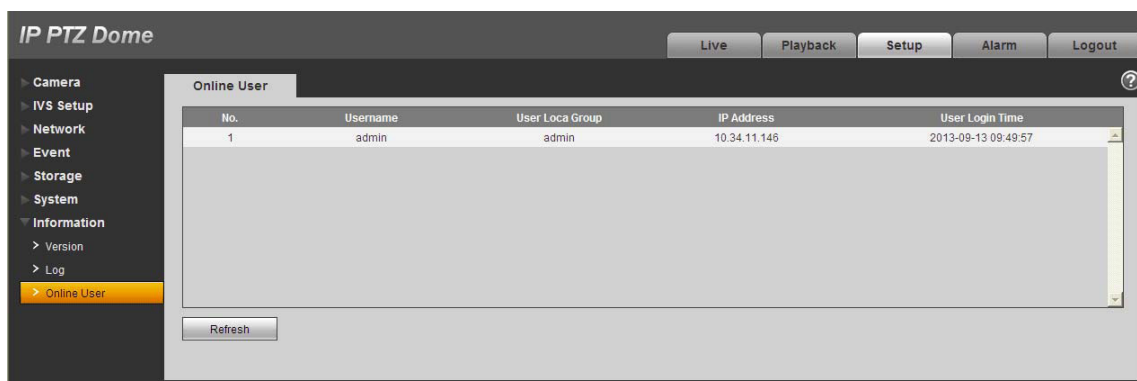 IP PTZ Dome
Live Playback Setup Alarm Logout
Camera
IVS Setup
Network
Event
Storage
System
Information
> Version
> Log
> Online User
Online User
?
No. Username User Loca Group IP Address User Login Time
1 admin admin 10.34.11.146 2013-09-13 09:49:57
Refresh